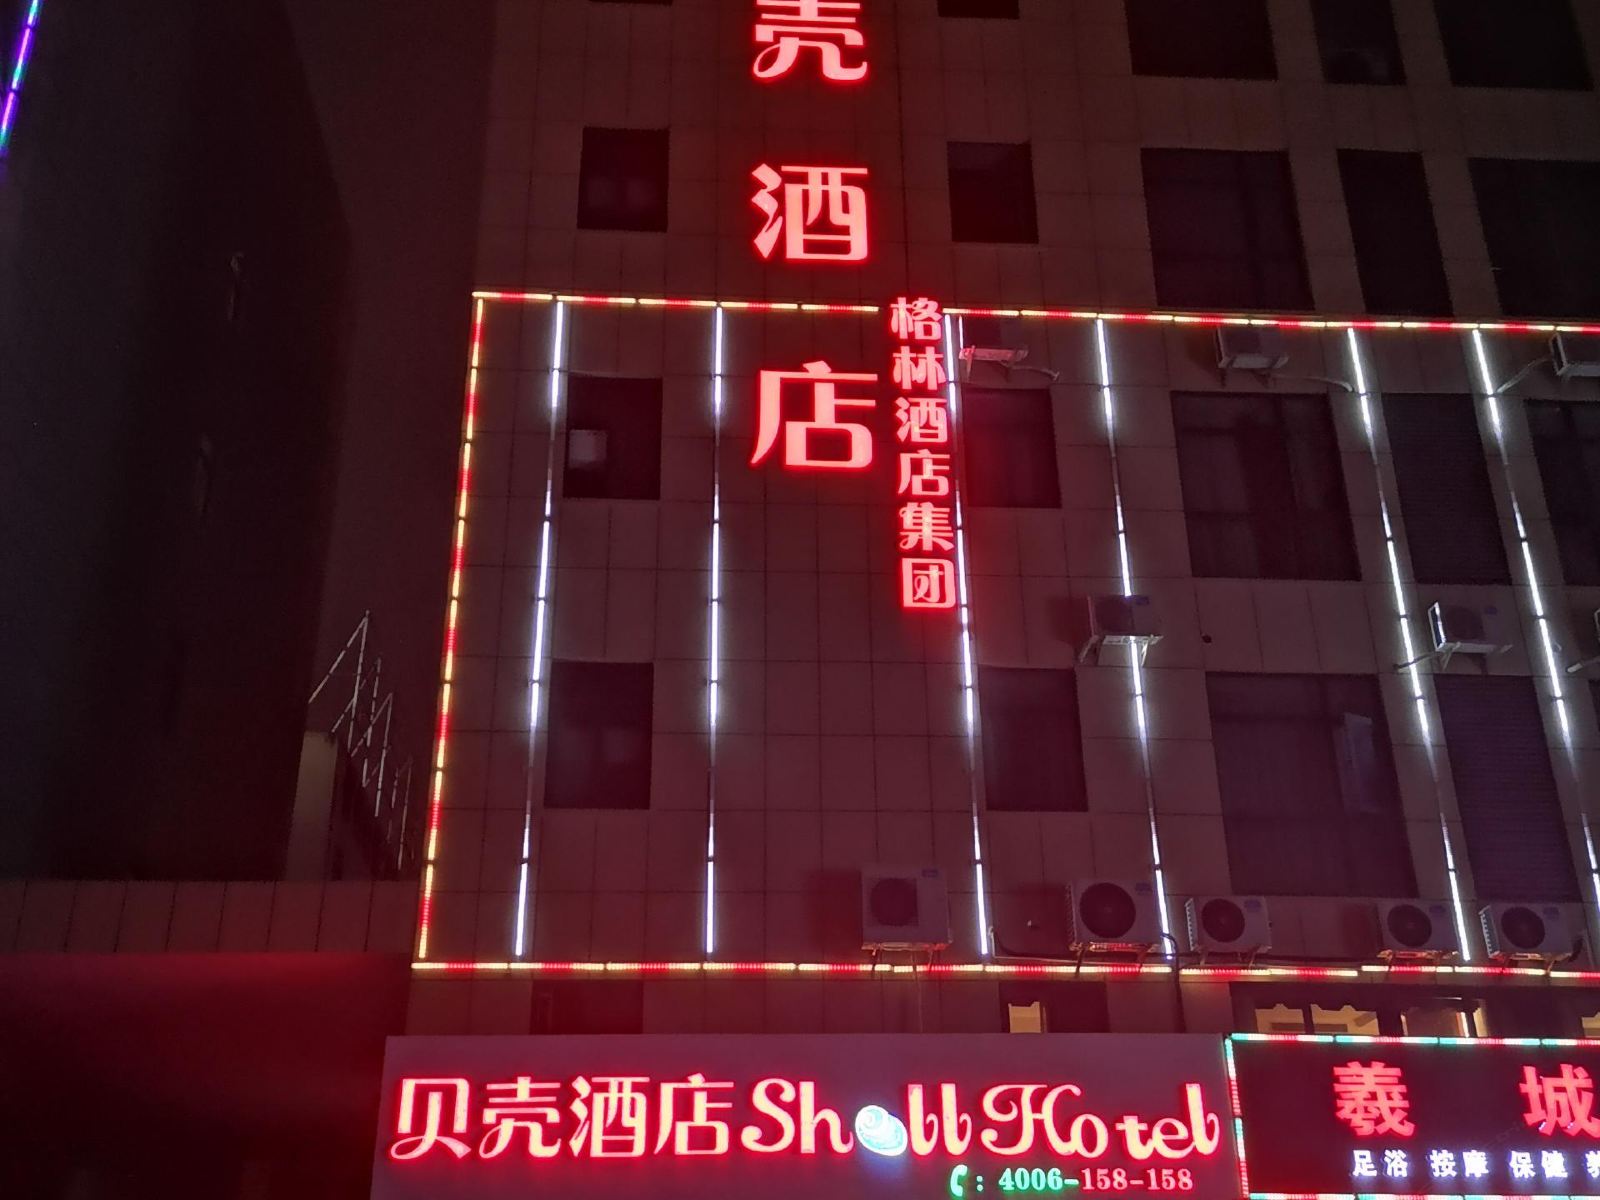 壳酒店
格林酒店集团
贝壳酒店Shell Hotel
: 4006-158-158
羲 城
足浴 按摩 保健